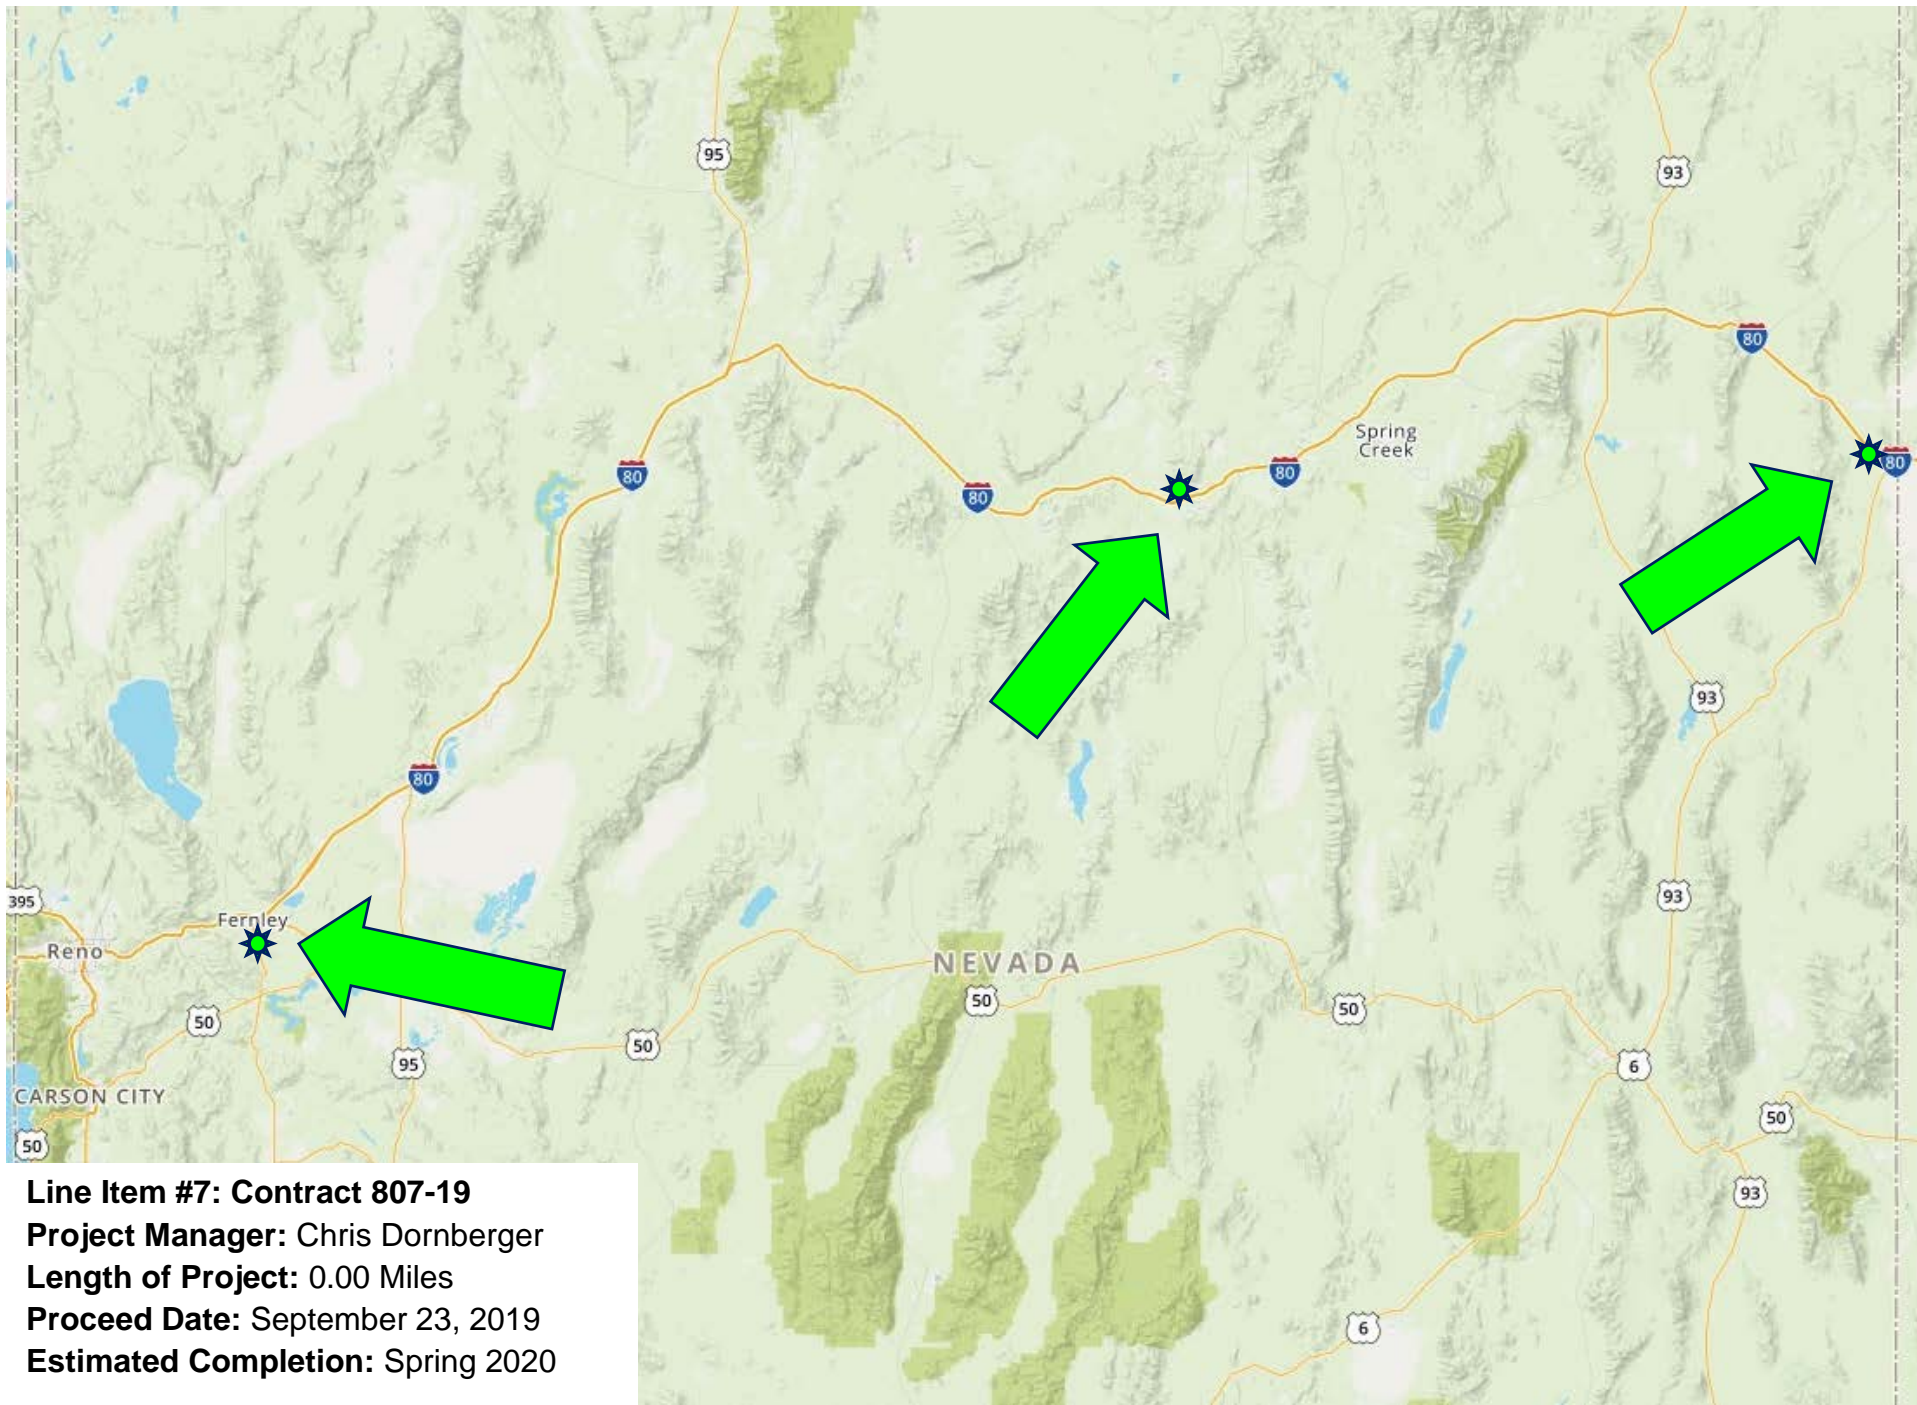 95
93
80
Spring
Creek
80
80
80
80
80
93
395
Fernley
Reno
93
NEVADA
50
50
50
50
95
6
CARSON CITY
50
50
93
6
Line Item #7: Contract 807-19
Project Manager: Chris Dornberger
Length of Project: 0.00 Miles
Proceed Date: September 23, 2019
Estimated Completion: Spring 2020